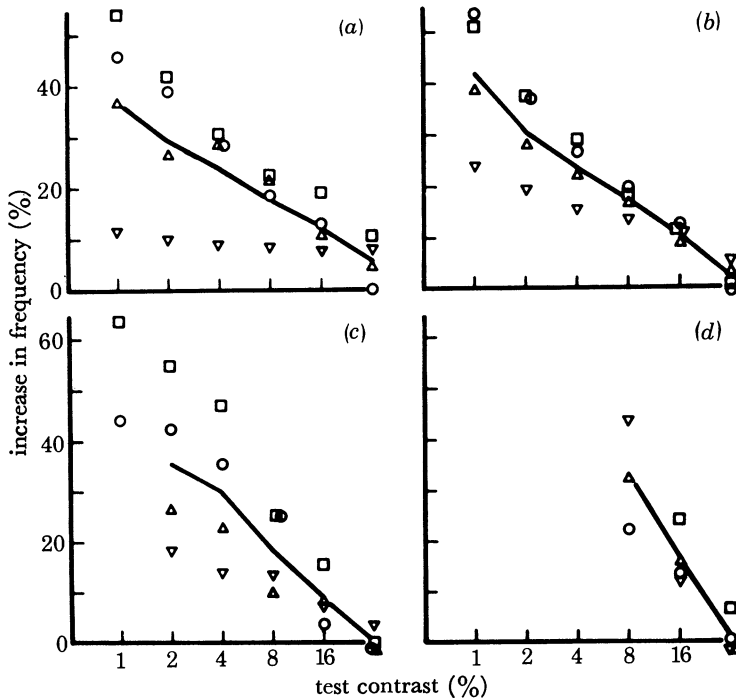 (a)
(b)
40
20
0
increase in frequency (%)
(c)
(d)
60
40
20
0
1 2 4 8 16
1 2 4 8 16
test contrast (%)